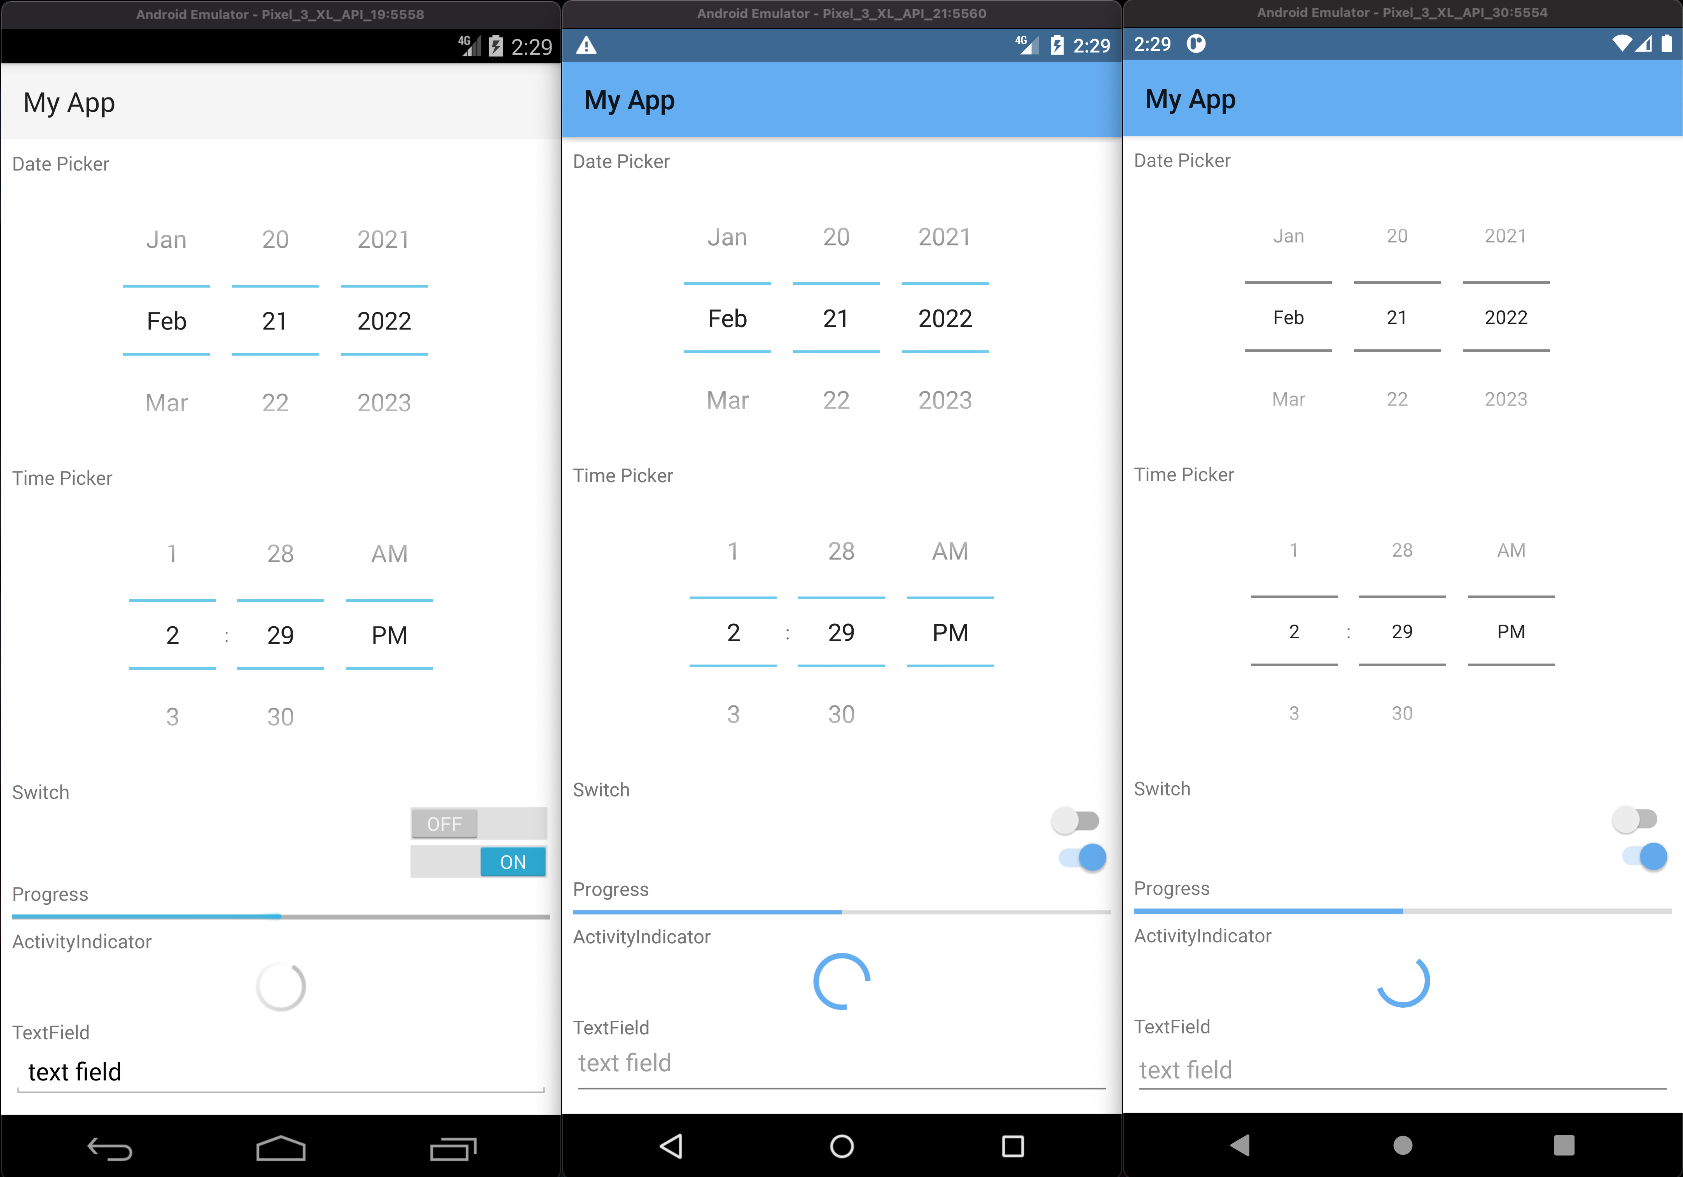 Android Emulator - Pixel_3_XL_API_19:5558
4G 2:29
My App
Date Picker
Jan 20 2021
Feb 21 2022
Mar 22 2023
Time Picker
1 28 AM
2 : 29 PM
3 30
Switch
OFF
ON
Progress
ActivityIndicator
TextField
text field
Android Emulator - Pixel_3_XL_API_21:5560
4G 2:29
My App
Date Picker
Jan 20 2021
Feb 21 2022
Mar 22 2023
Time Picker
1 28 AM
2 : 29 PM
3 30
Switch
Progress
ActivityIndicator
TextField
text field
Android Emulator - Pixel_3_XL_API_30:5554
2:29
My App
Date Picker
Jan 20 2021
Feb 21 2022
Mar 22 2023
Time Picker
1 28 AM
2 : 29 PM
3 30
Switch
Progress
ActivityIndicator
TextField
text field